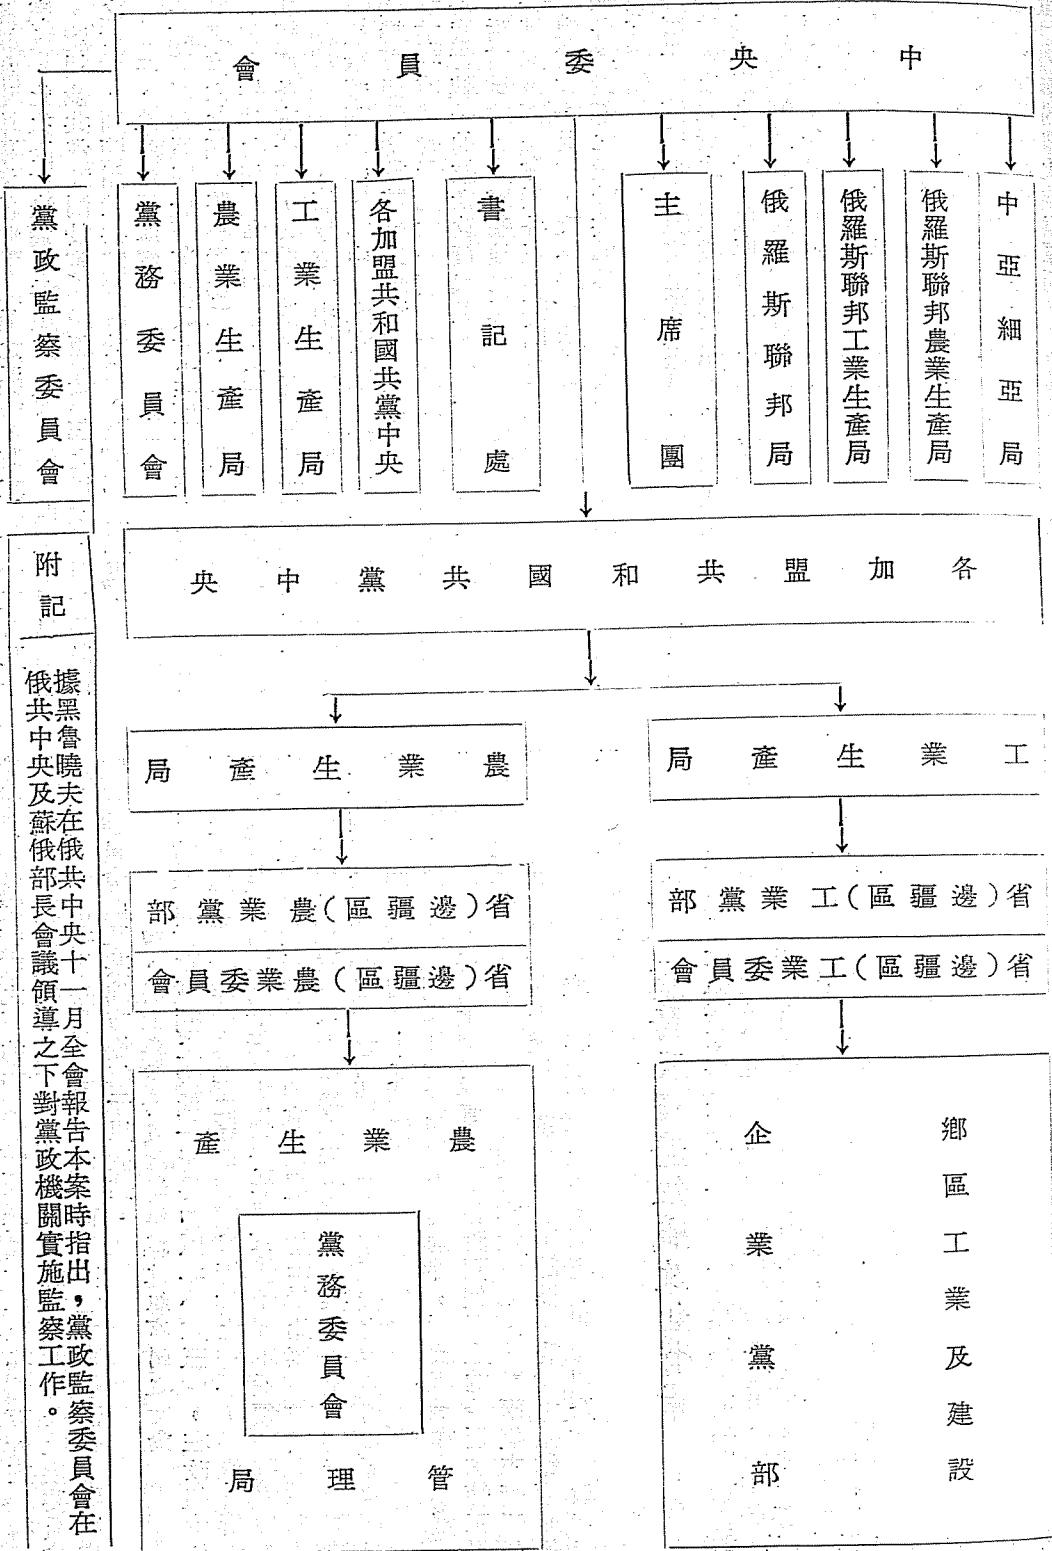 中央委員會
中亞細亞局
俄羅斯聯邦農業生產局
俄羅斯聯邦工業生產局
俄羅斯聯邦局
主席團
書記處
各加盟共和國共黨中央
工業生產局
農業生產局
黨務委員會
黨政監察委員會
各加盟共和國共黨中央
工業生產局
農業生產局
省(邊疆區)工業黨部
省(邊疆區)工業委員會
省(邊疆區)農業黨部
省(邊疆區)農業委員會
鄉區工業及建設
企業黨部
農業生產
黨務委員會
管理局
附記
據黑魯曉夫在俄共中央十一月全會報告本案時指出，黨政監察委員會在
俄共中央及蘇俄部長會議領導之下對黨政機關實施監察工作。